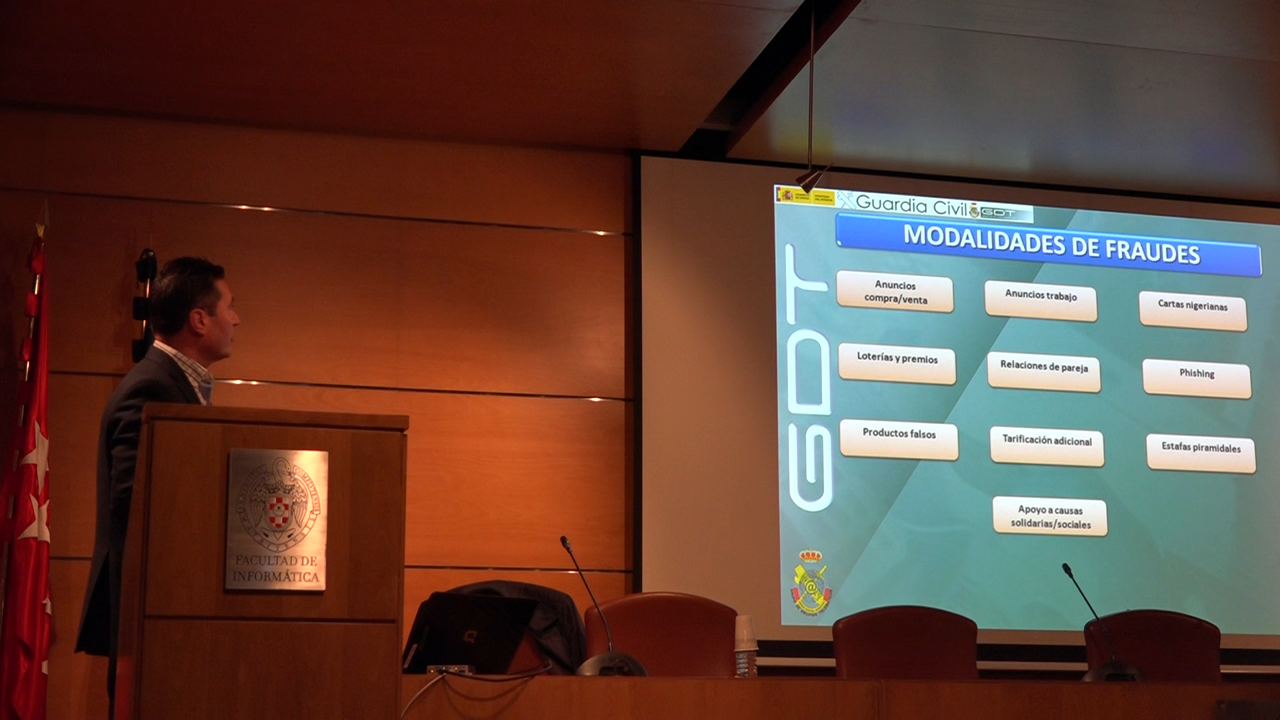 Guardia Civil GDT
MODALIDADES DE FRAUDES
Anuncios
compra/venta
Anuncios trabajo
Cartas nigerianas
Loterías y premios
Relaciones de pareja
Phishing
Productos falsos
Tarificación adicional
Estafas piramidales
Apoyo a causas
solidarias/sociales
GDT
FACULTAD DE
INFORMÁTICA